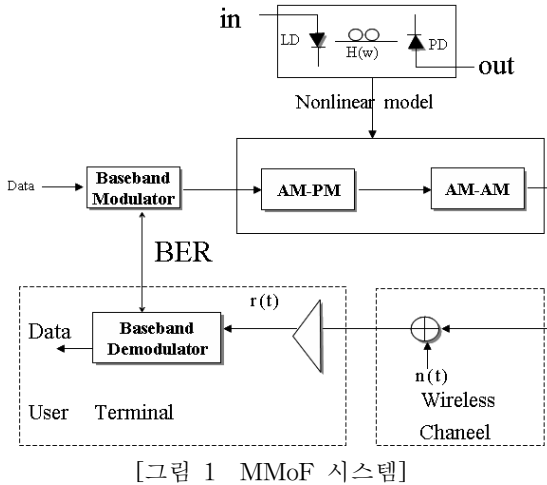 in
LD
H(w)
PD
out
Nonlinear model
Data
Baseband
Modulator
AM-PM
AM-AM
BER
r(t)
Data
Baseband
Demodulator
n(t)
Wireless
Chaneel
User Terminal
[그림 1 MMoF 시스템]